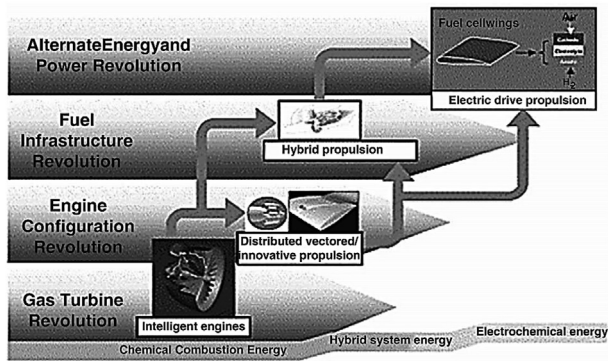 AlternateEnergyand
Power Revolution
Fuel cellwings
Air
Cathode
Electrolyte
Anode
H2
Electric drive propulsion
Fuel
Infrastructure
Revolution
Hybrid propulsion
Engine
Configuration
Revolution
Distributed vectored/
innovative propulsion
Gas Turbine
Revolution
Intelligent engines
Chemical Combustion Energy
Hybrid system energy
Electrochemical energy